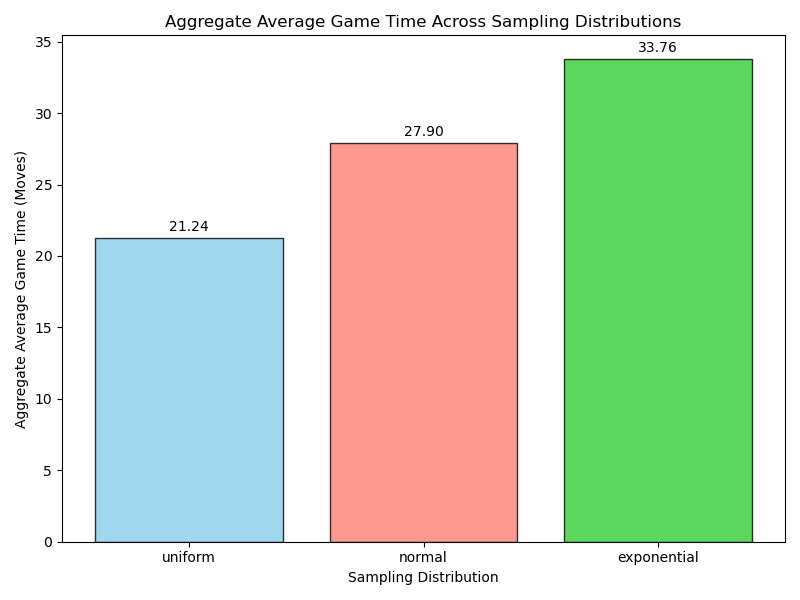 Aggregate Average Game Time Across Sampling Distributions
Aggregate Average Game Time (Moves)
35
30
25
20
15
10
5
0
21.24
27.90
33.76
uniform
normal
exponential
Sampling Distribution